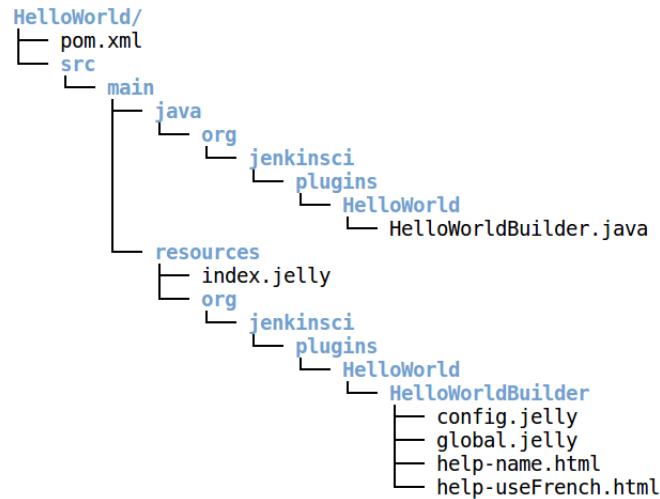 HelloWorld/
pom.xml
src
main
java
org
jenkinsci
plugins
HelloWorld
HelloWorldBuilder.java
resources
index.jelly
org
jenkinsci
plugins
HelloWorld
HelloWorldBuilder
config.jelly
global.jelly
help-name.html
help-useFrench.html